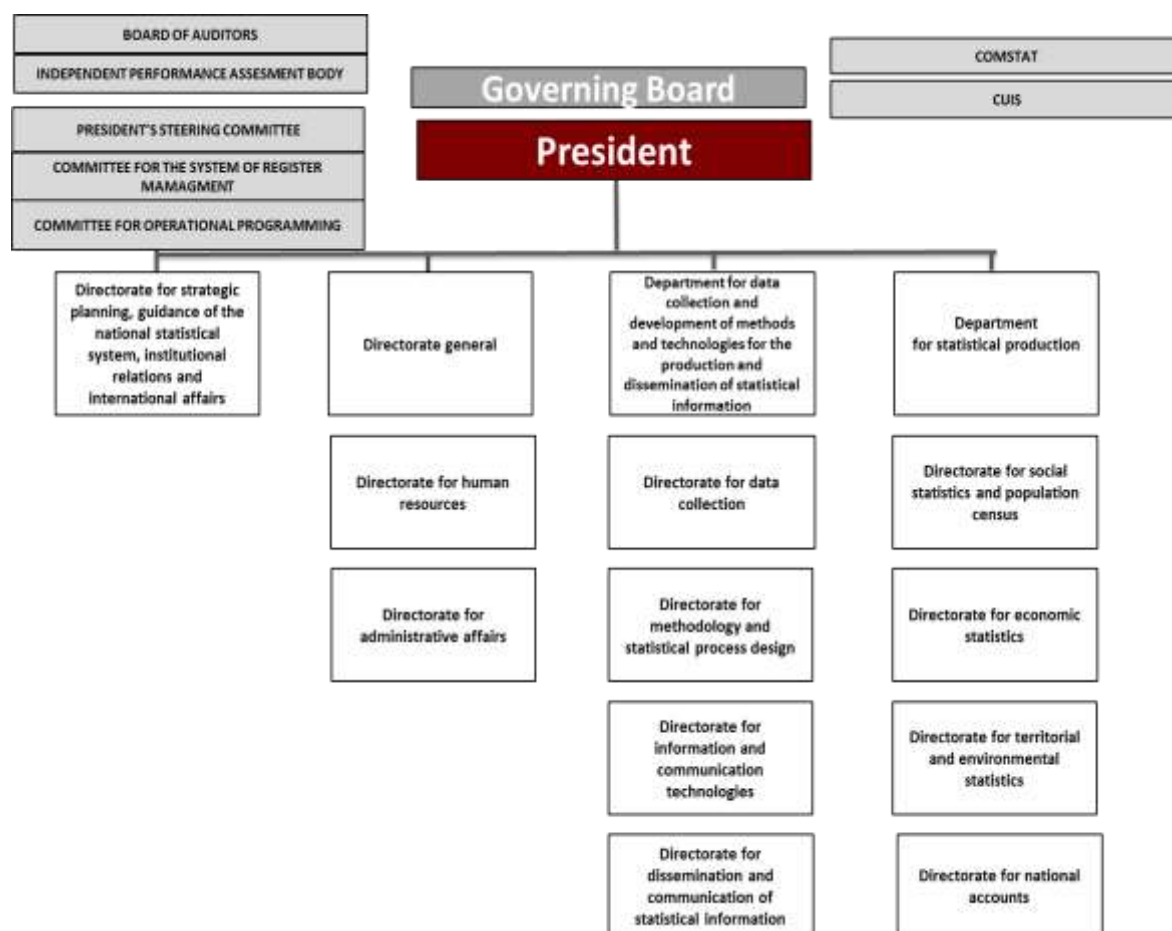 BOARD OF AUDITORS
INDEPENDENT PERFORMANCE ASSESMENT BODY
PRESIDENT'S STEERING COMMITTEE
COMMITTEE FOR THE SYSTEM OF REGISTER
MAMAGMENT
COMMITTEE FOR OPERATIONAL PROGRAMMING
Governing Board
President
COMSTAT
CUIS
Directorate for strategic
planning, guidance of the
national statistical
system, institutional
relations and
international affairs
Directorate general
Department for data
collection and
development of methods
and technologies for the
production and
dissemination of statistical
information
Department
for statistical production
Directorate for human
resources
Directorate for data
collection
Directorate for social
statistics and population
census
Directorate for
administrative affairs
Directorate for
methodology and
statistical process design
Directorate for economic
statistics
Directorate for
information and
communication
technologies
Directorate for territorial
and environmental
statistics
Directorate for
dissemination and
communication of
statistical information
Directorate for national
accounts